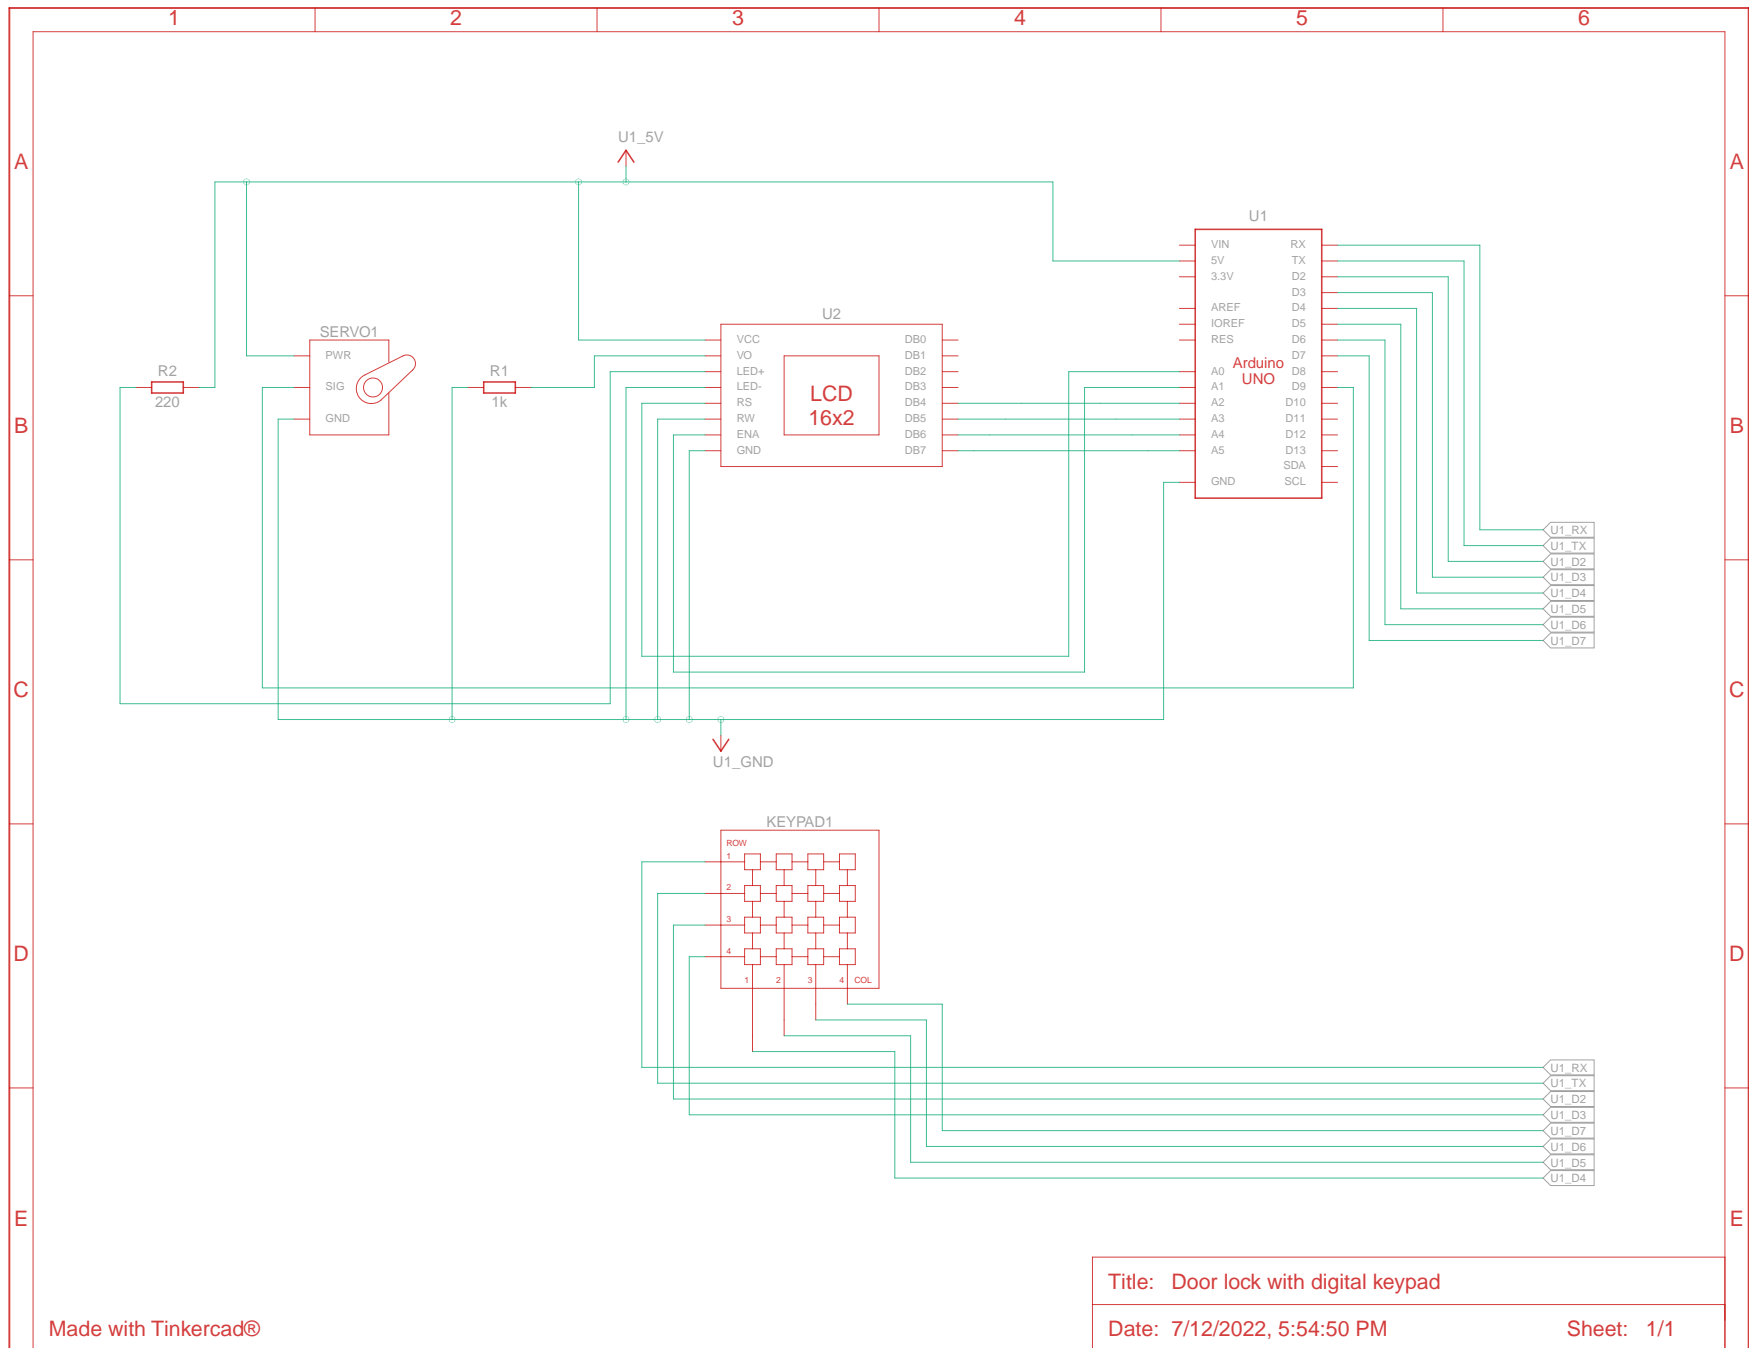 1 2 3 4 5 6
A A
U1_5V
U1
VIN RX
5V TX
3.3V D2
D3
AREF D4
IOREF D5
RES D6
D7
A0 D8
A1 D9
A2 D10
A3 D11
A4 D12
A5 D13
SDA
GND SCL
Arduino
UNO
U2
VCC DB0
VO DB1
LED+ DB2
LED- DB3
RS DB4
RW DB5
ENA DB6
GND DB7
LCD
16x2
SERVO1
PWR
SIG
GND
R2
220
R1
1k
B B
U1_RX
U1_TX
U1_D2
U1_D3
U1_D4
U1_D5
U1_D6
U1_D7
C C
U1_GND
KEYPAD1
ROW
1
2
3
4
1 2 3 4 COL
D D
U1_RX
U1_TX
U1_D2
U1_D3
U1_D7
U1_D6
U1_D5
U1_D4
E E
Title: Door lock with digital keypad
Made with Tinkercad®
Date: 7/12/2022, 5:54:50 PM Sheet: 1/1